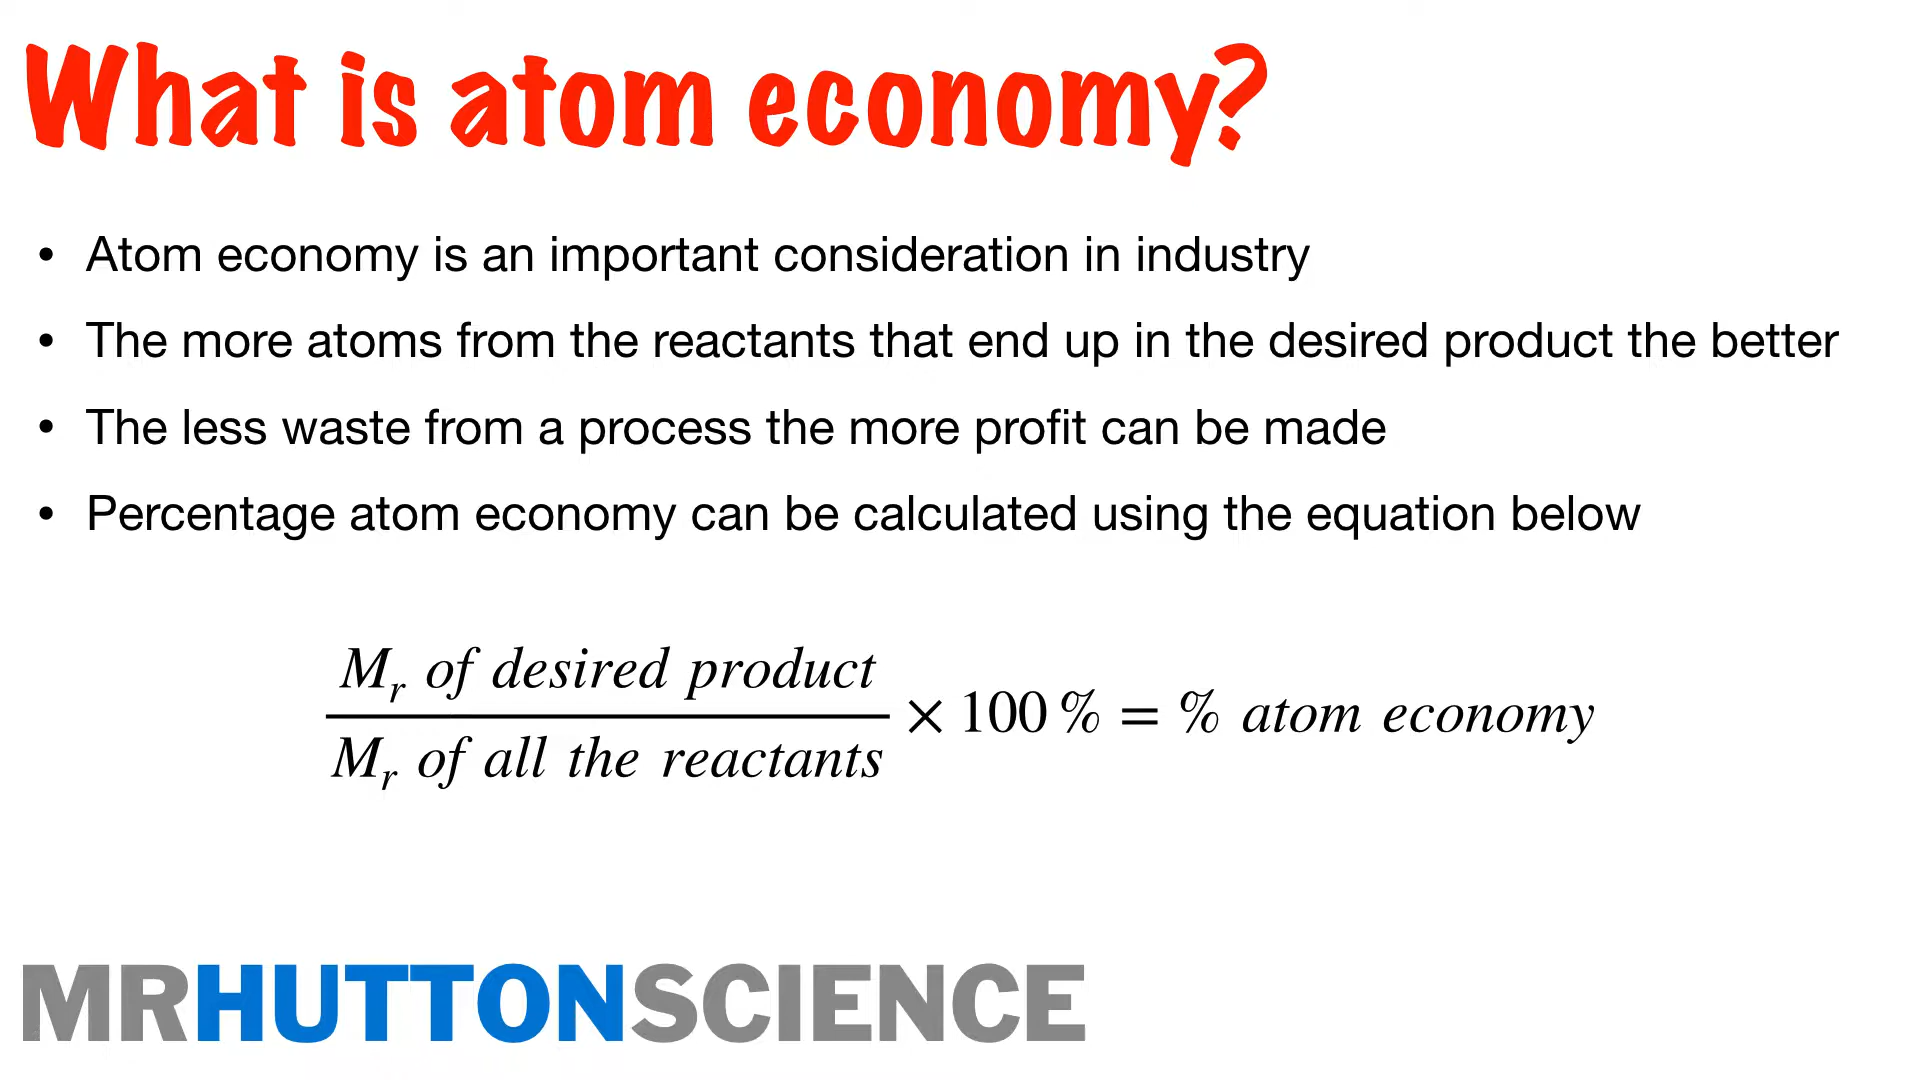 What is atom economy?
• Atom economy is an important consideration in industry
• The more atoms from the reactants that end up in the desired product the better
• The less waste from a process the more profit can be made
• Percentage atom economy can be calculated using the equation below
M_r of desired product
× 100 % = % atom economy
M_r of all the reactants
MRHUTTONSCIENCE